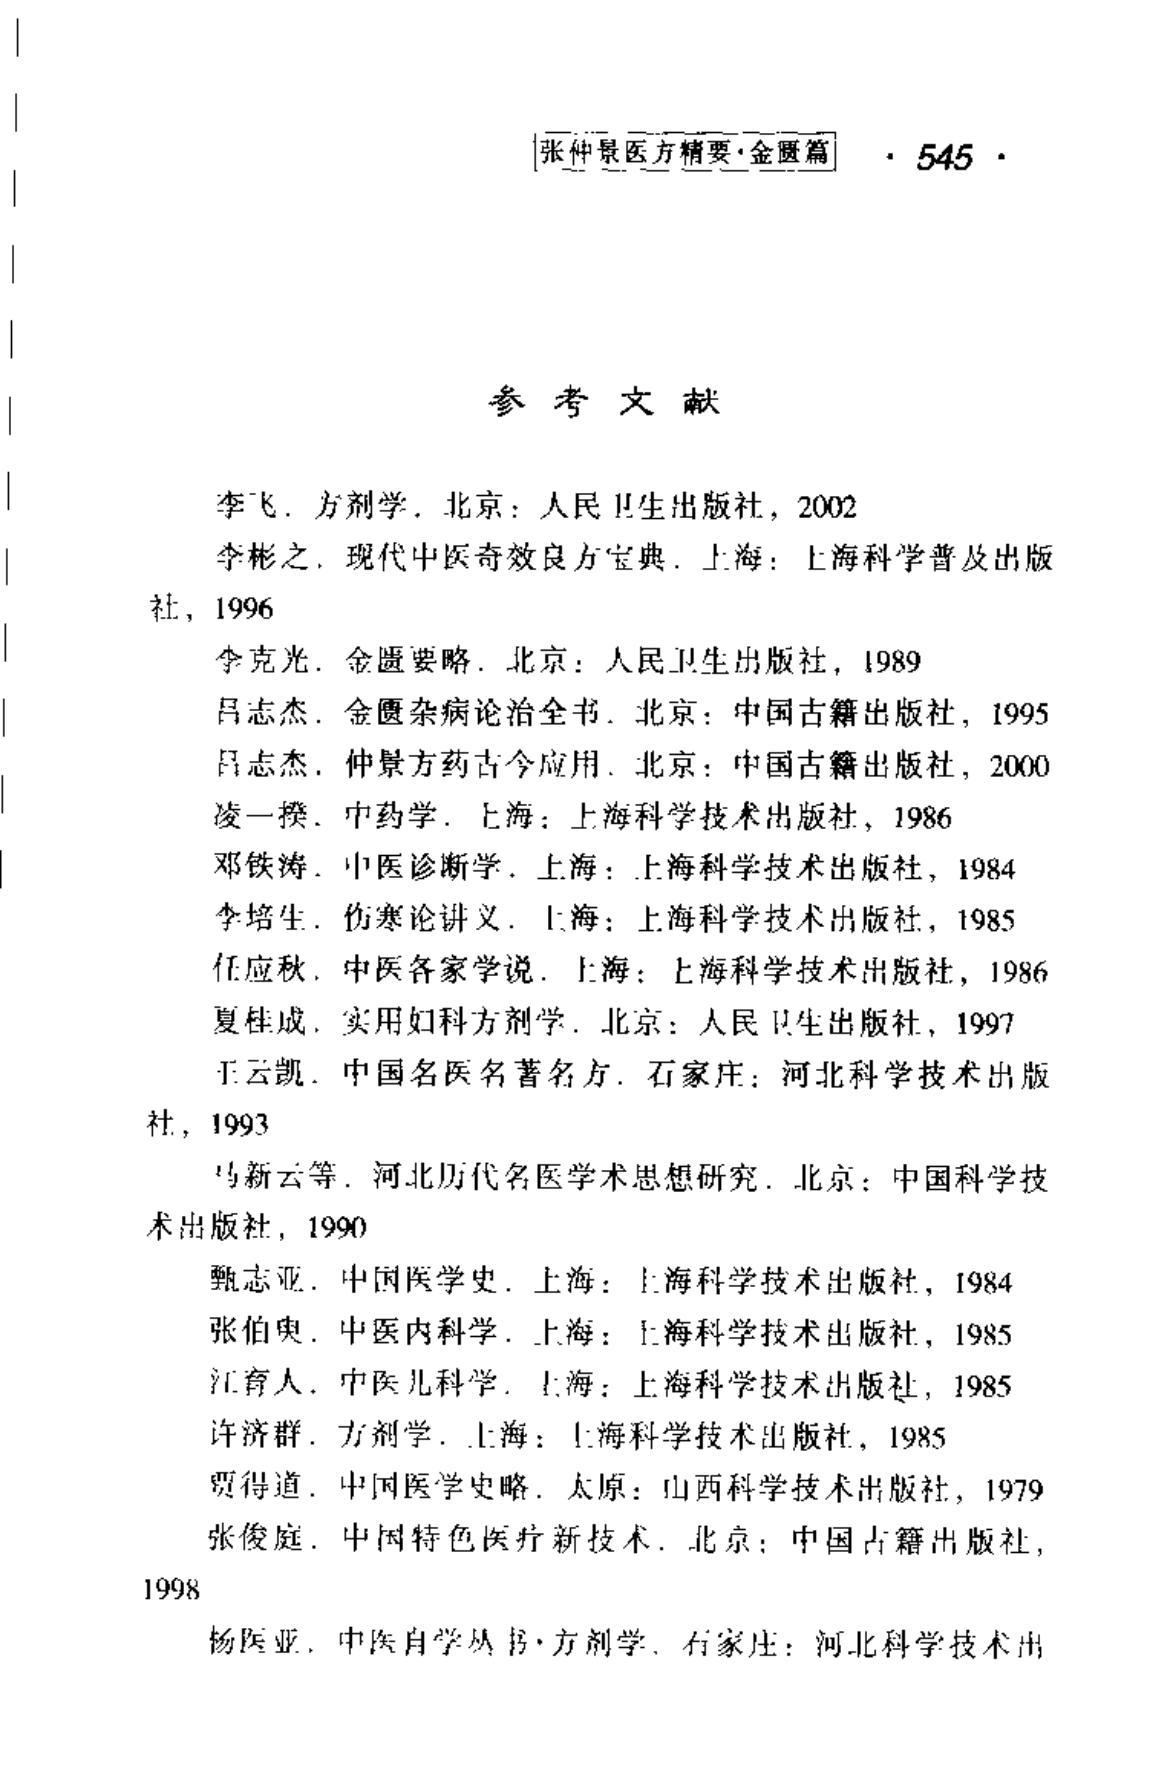 张仲景医方精要·金匮篇 · 545 ·
参考文献
李飞．方剂学．北京：人民卫生出版社，2002
李彬之．现代中医奇效良方宝典．上海：上海科学普及出版
社，1996
李克光．金匮要略．北京：人民卫生出版社，1989
吕志杰．金匮杂病论治全书．北京：中国古籍出版社，1995
吕志杰．仲景方药古今应用．北京：中国古籍出版社，2000
凌一揆．中药学．上海：上海科学技术出版社，1986
邓铁涛．中医诊断学．上海：上海科学技术出版社，1984
李培生．伤寒论讲义．上海：上海科学技术出版社，1985
任应秋．中医各家学说．上海：上海科学技术出版社，1986
夏桂成．实用妇科方剂学．北京：人民卫生出版社，1997
王云凯．中国名医名著名方．石家庄：河北科学技术出版
社，1993
马新云等．河北历代名医学术思想研究．北京：中国科学技
术出版社，1990
甄志亚．中国医学史．上海：上海科学技术出版社，1984
张伯臾．中医内科学．上海：上海科学技术出版社，1985
江育人．中医儿科学．上海：上海科学技术出版社，1985
许济群．方剂学．上海：上海科学技术出版社，1985
贾得道．中国医学史略．太原：山西科学技术出版社，1979
张俊庭．中国特色医疗新技术．北京：中国古籍出版社，
1998
杨医亚．中医自学丛书·方剂学．石家庄：河北科学技术出